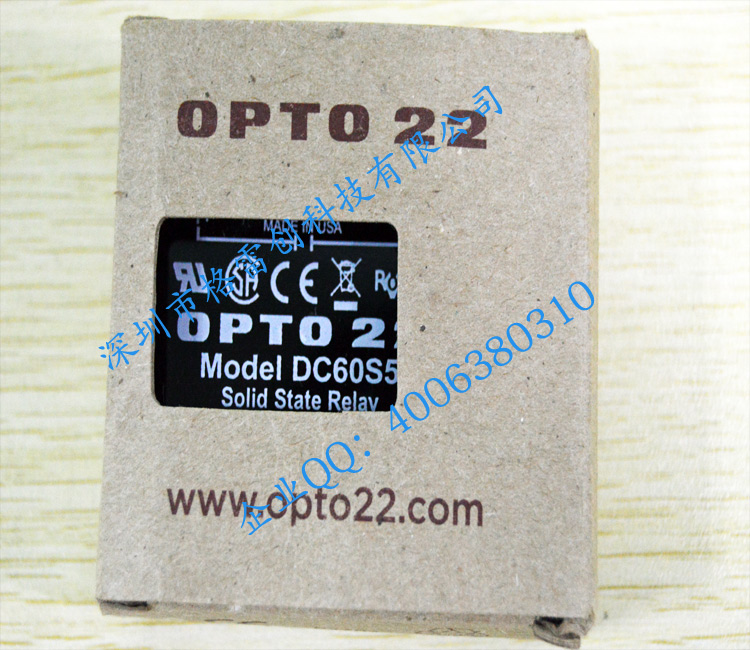 OPTO 22
MADE IN USA
CE
OPTO 22
Model DC60S5
Solid State Relay
www.opto22.com
深圳市格雷创科技有限公司
企业QQ：4006380310